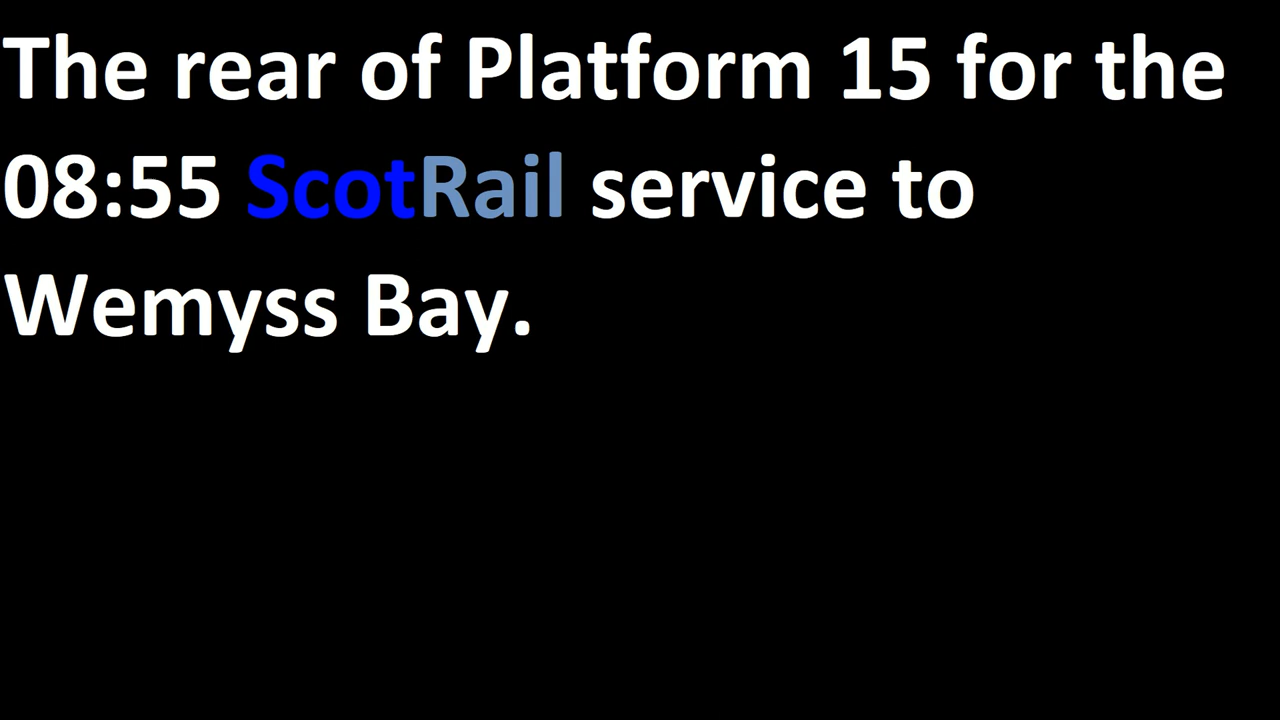 The rear of Platform 15 for the
08:55 ScotRail service to
Wemyss Bay.